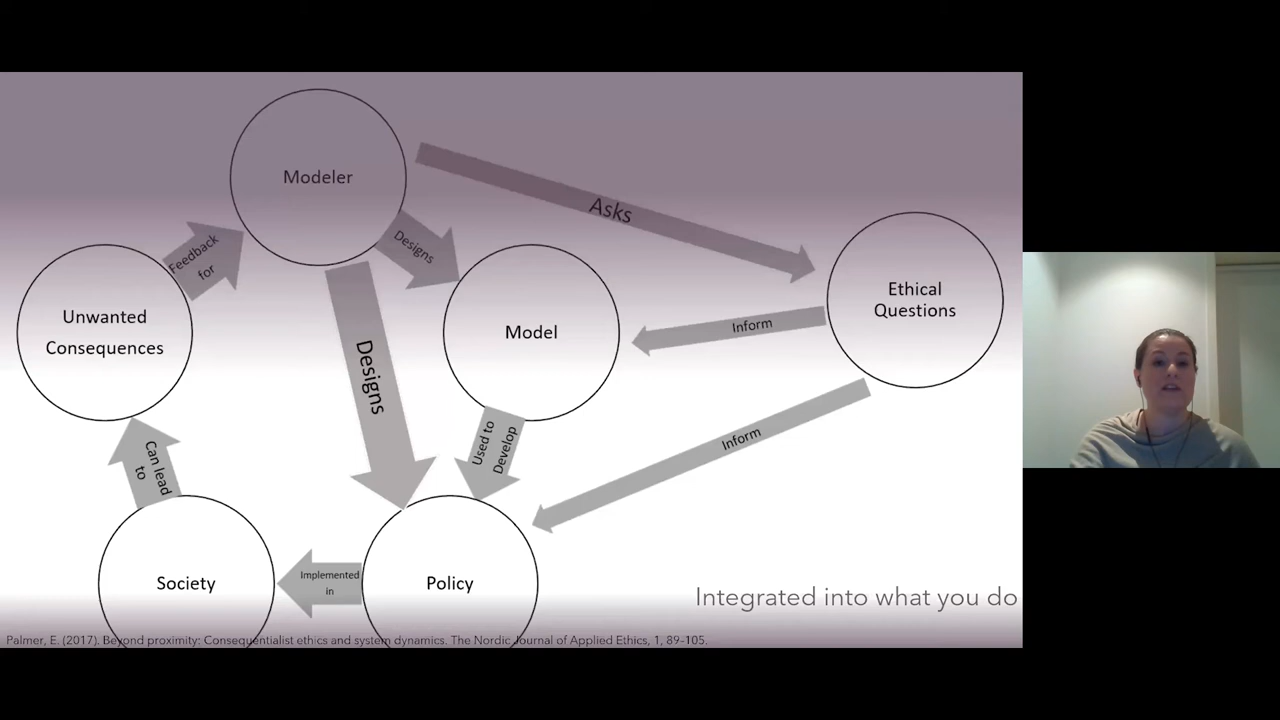 Modeler
Asks
Designs
Feedback
for
Ethical
Questions
Unwanted
Consequences
Model
Inform
Designs
Used to
Develop
Inform
Can lead
to
Society
Implemented
in
Policy
Integrated into what you do
Palmer, E. (2017). Beyond proximity: Consequentialist ethics and system dynamics. The Nordic Journal of Applied Ethics, 1, 89–105.